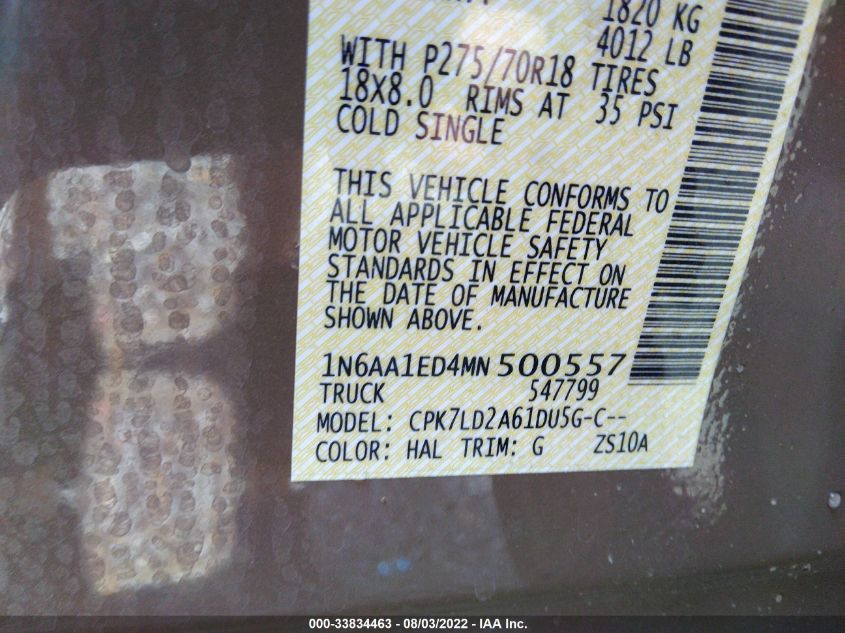 1820 KG
4012 LB
WITH P275/70R18 TIRES
18X8.0 RIMS AT 35 PSI
COLD SINGLE
THIS VEHICLE CONFORMS TO
ALL APPLICABLE FEDERAL
MOTOR VEHICLE SAFETY
STANDARDS IN EFFECT ON
THE DATE OF MANUFACTURE
SHOWN ABOVE.
1N6AA1ED4MN 500557
TRUCK 547799
MODEL: CPK7LD2A61DU5G-C--
COLOR: HAL TRIM: G ZS10A
000-33834463 - 08/03/2022 - IAA Inc.